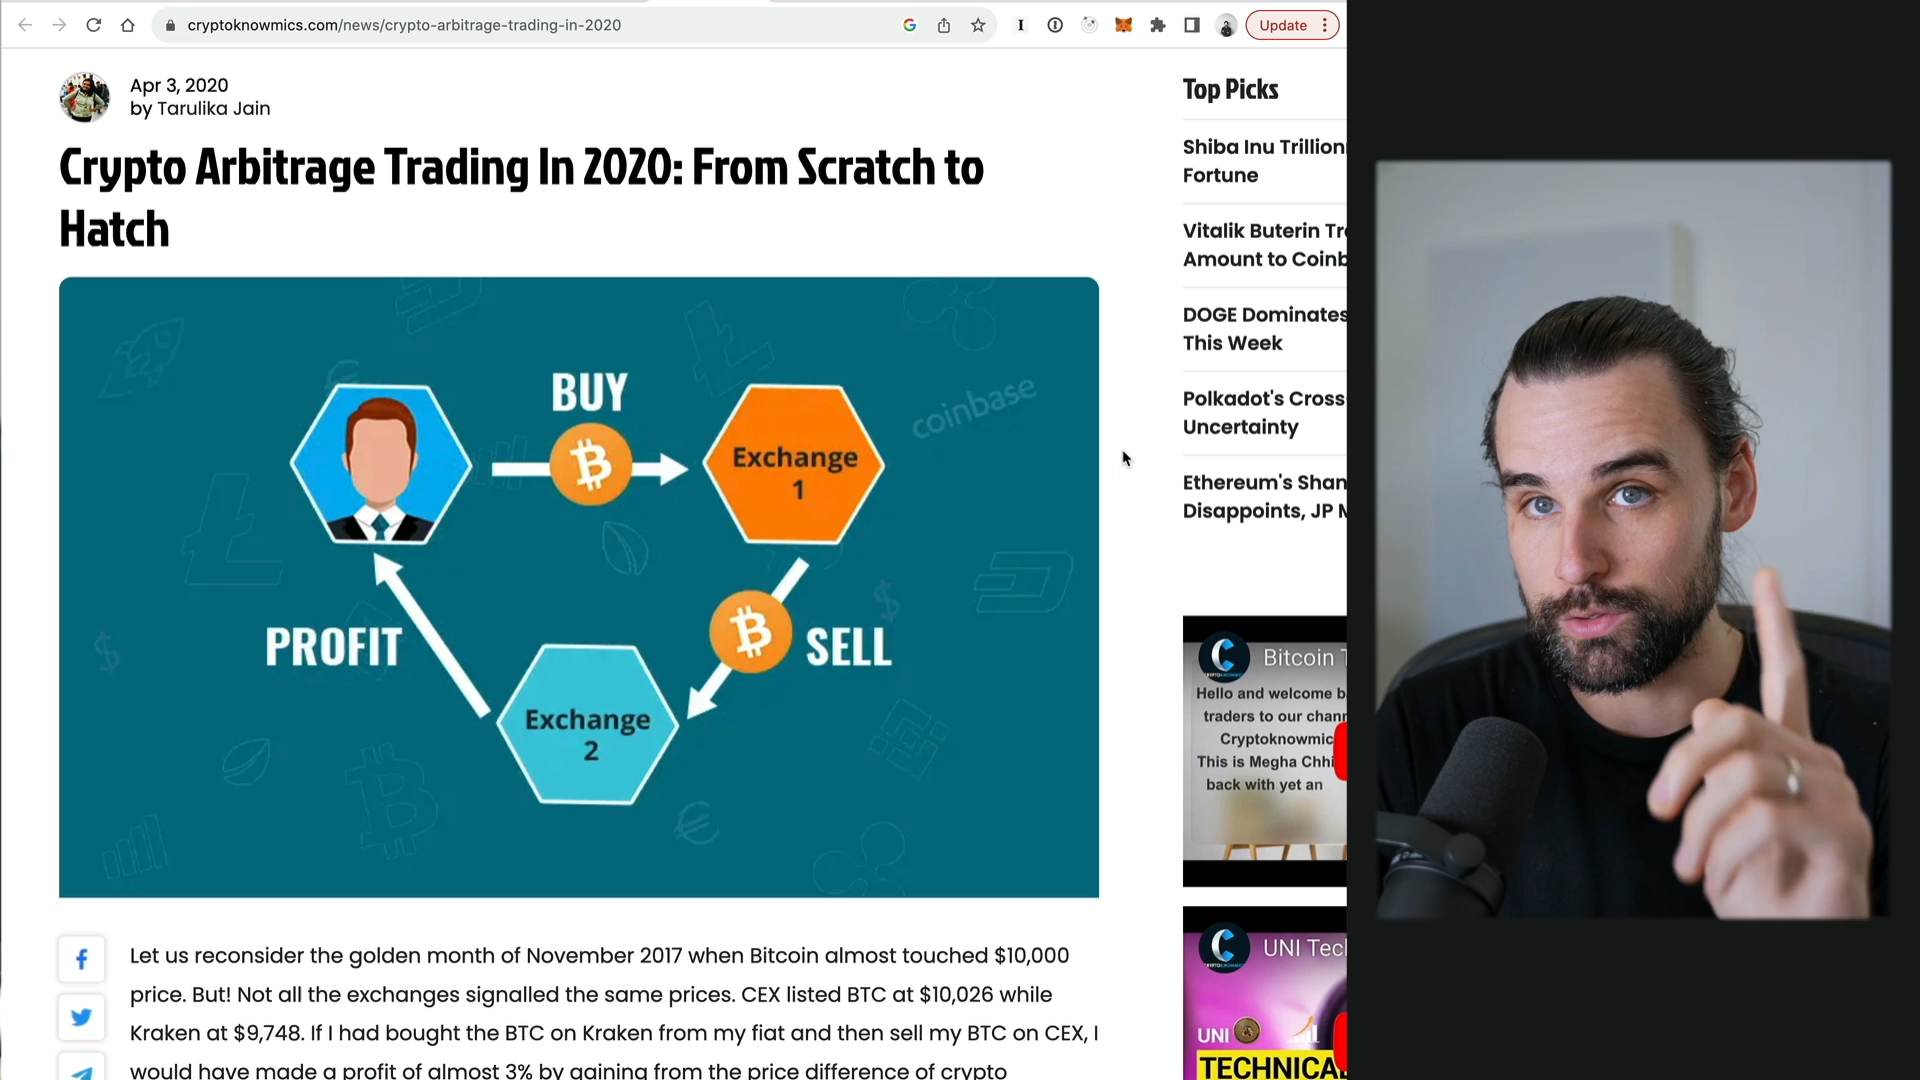 cryptoknowmics.com/news/crypto-arbitrage-trading-in-2020
Update
Apr 3, 2020
by Tarulika Jain
Crypto Arbitrage Trading In 2020: From Scratch to
Hatch
BUY
Exchange
1
coinbase
SELL
PROFIT
Exchange
2
Let us reconsider the golden month of November 2017 when Bitcoin almost touched $10,000
price. But! Not all the exchanges signalled the same prices. CEX listed BTC at $10,026 while
Kraken at $9,748. If I had bought the BTC on Kraken from my fiat and then sell my BTC on CEX, I
would have made a profit of almost 3% by gaining from the price difference of crypto
Top Picks
Shiba Inu Trillion
Fortune
Vitalik Buterin Tr
Amount to Coinb
DOGE Dominates
This Week
Polkadot's Cross
Uncertainty
Ethereum's Shan
Disappoints, JP M
Bitcoin T
Hello and welcome b
traders to our chann
Cryptoknowmic
This is Megha Chhi
back with yet an
UNI Tecl
UNI
TECHNICAL